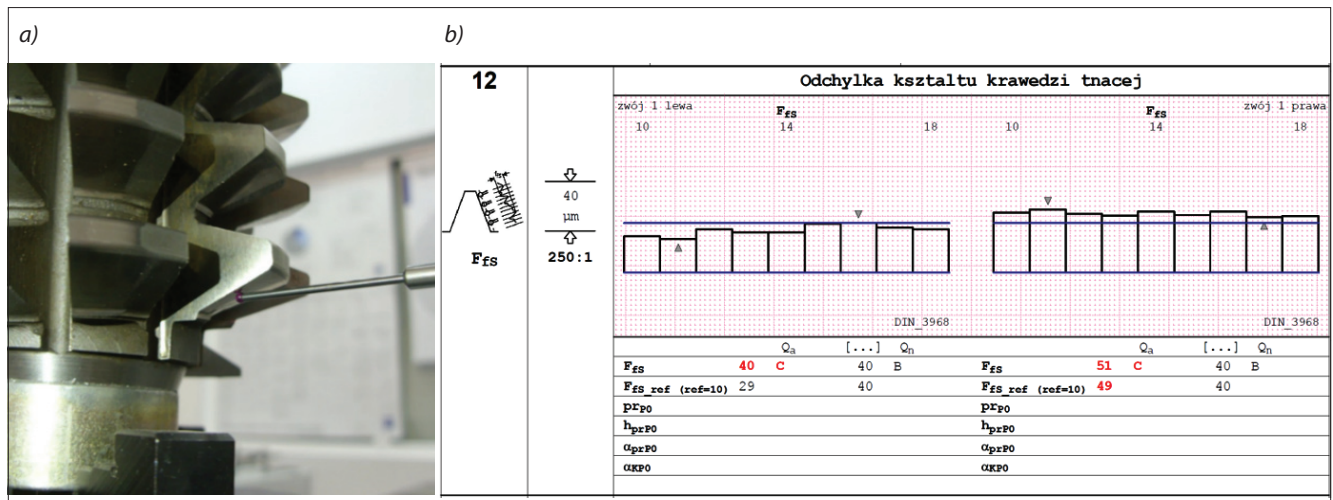 a)
b)
12
Odchylka ksztaltu krawedzi tnacej
zwój 1 lewa
FfS
10 14 18
FfS
zwój 1 prawa
10 14 18
40
µm
FfS
250:1
DIN_3968
DIN_3968
Qa [...] Qn
Qa [...] Qn
FfS 40 C 40 B
FfS 51 C 40 B
FfS_ref (ref=10) 29 40
FfS_ref (ref=10) 49 40
prP0
prP0
hprP0
hprP0
αprP0
αprP0
αKP0
αKP0